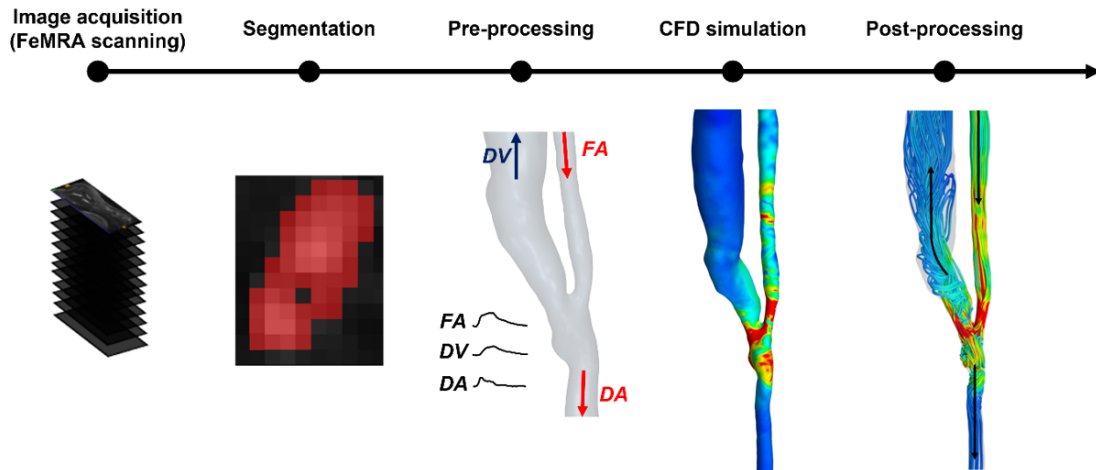 Image acquisition
(FeMRA scanning)
Segmentation
Pre-processing
CFD simulation
Post-processing
DV
FA
FA
DV
DA
DA